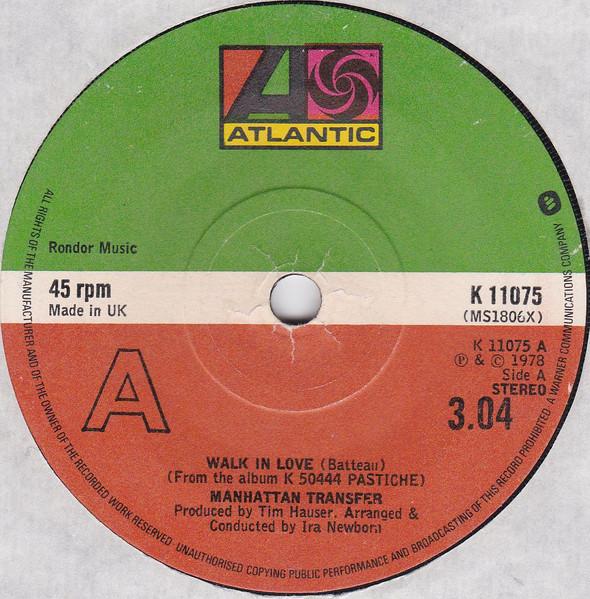 ATLANTIC
Rondor Music
45 rpm
Made in UK
K 11075
(MS1806X)
K 11075 A
Ⓟ & © 1978
Side A
STEREO
3.04
A
WALK IN LOVE (Batteau)
(From the album K 50444 PASTICHE)
MANHATTAN TRANSFER
Produced by Tim Hauser. Arranged &
Conducted by Ira Newborn
ALL RIGHTS OF THE MANUFACTURER AND OF THE OWNER OF THE RECORDED WORK RESERVED UNAUTHORISED COPYING PUBLIC PERFORMANCE AND BROADCASTING OF THIS RECORD PROHIBITED A WARNER COMMUNICATIONS COMPANY